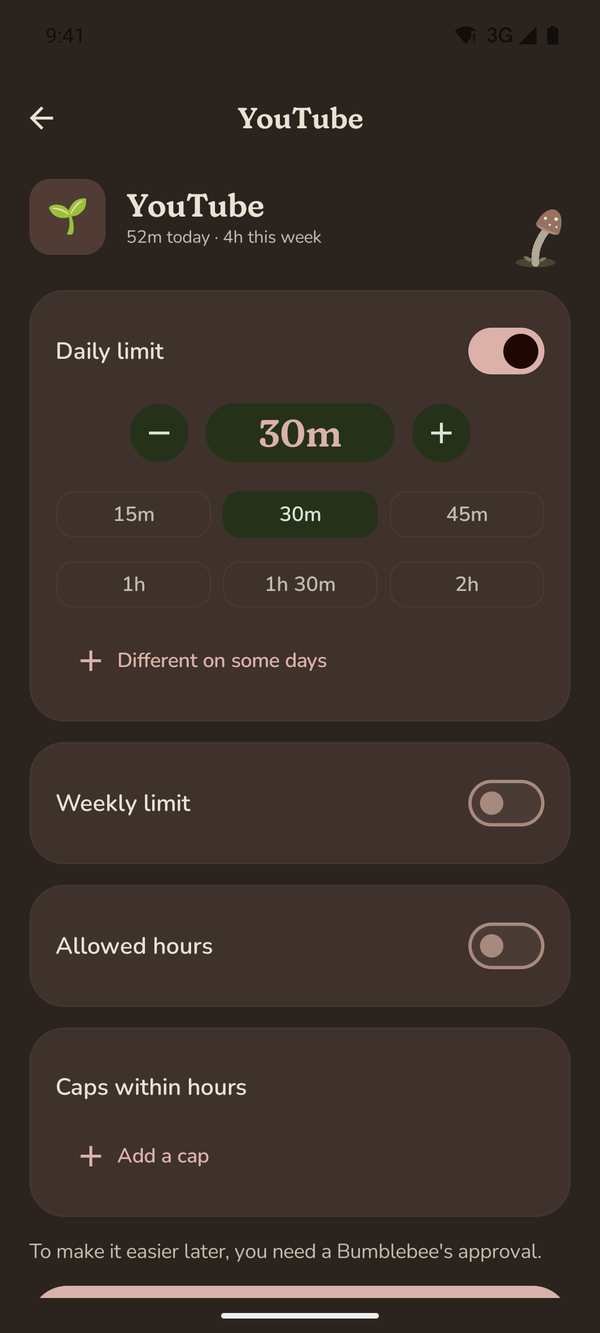 9:41
3G
YouTube
YouTube
52m today · 4h this week
Daily limit
30m
15m
30m
45m
1h
1h 30m
2h
Different on some days
Weekly limit
Allowed hours
Caps within hours
Add a cap
To make it easier later, you need a Bumblebee's approval.